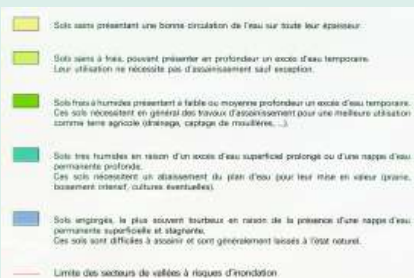 Sols sains présentant une bonne circulation de l'eau sur toute leur épaisseur.
Sols sains à frais, pouvant présenter en profondeur un excès d'eau temporaire.
Leur utilisation ne nécessite pas d'assainissement sauf exception.
Sols frais à humides présentant à faible ou moyenne profondeur un excès d'eau temporaire.
Ces sols nécessitent en général des travaux d'assainissement pour une meilleure utilisation
comme terre agricole (drainage, captage de mouillères, ...).
Sols très humides en raison d'un excès d'eau superficiel prolongé ou d'une nappe d'eau
permanente profonde.
Ces sols nécessitent un abaissement du plan d'eau pour leur mise en valeur (prairie,
boisement intensif, cultures éventuelles).
Sols engorgés, le plus souvent tourbeux en raison de la présence d'une nappe d'eau
permanente superficielle et stagnante.
Ces sols sont difficiles à assainir et sont généralement laissés à l'état naturel.
Limite des secteurs de vallées à risques d'inondation